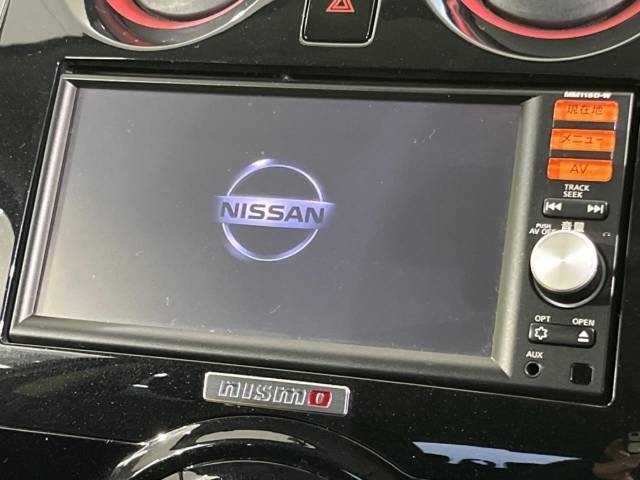 MM115D-W
現在地
メニュー
AV
TRACK
SEEK
NISSAN
PUSH
AV OFF
音量
OPT
OPEN
AUX
nismo